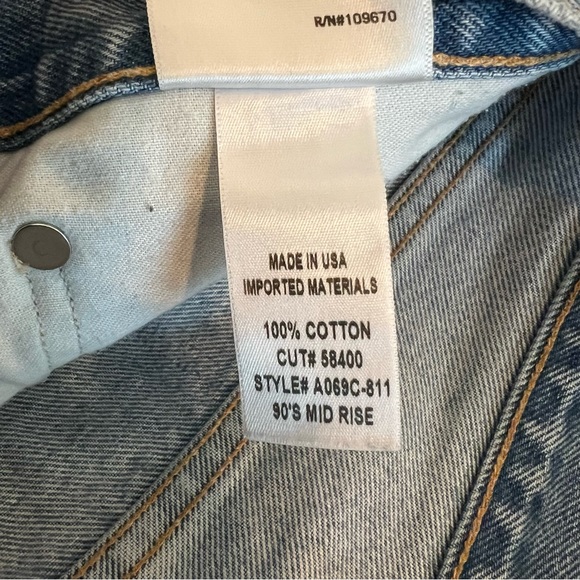 R/N#109670
MADE IN USA
IMPORTED MATERIALS
100% COTTON
CUT# 58400
STYLE# A069C-811
90'S MID RISE